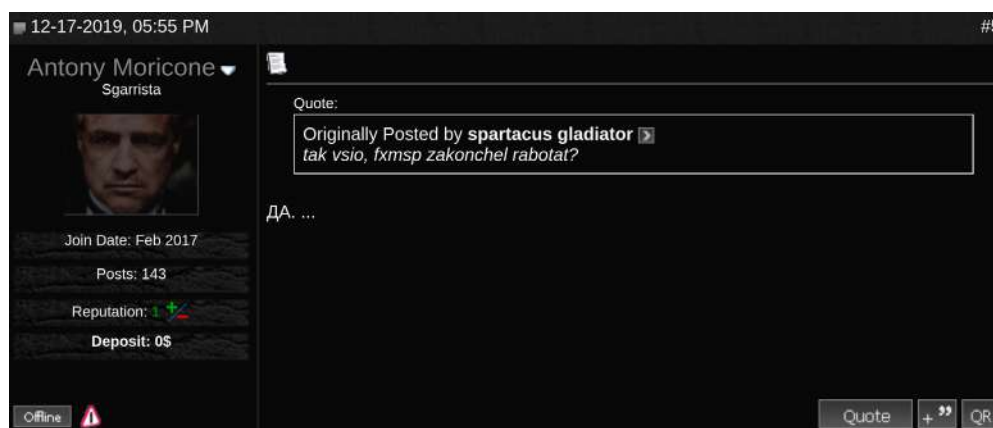 12-17-2019, 05:55 PM
Antony Moricone
Sgarrista
Join Date: Feb 2017
Posts: 143
Reputation: 1
Deposit: 0$
Offline
Quote:
Originally Posted by spartacus gladiator
tak vsio, fxmsp zakonchel rabotat?
ДА. ...
Quote
+ ”
QR